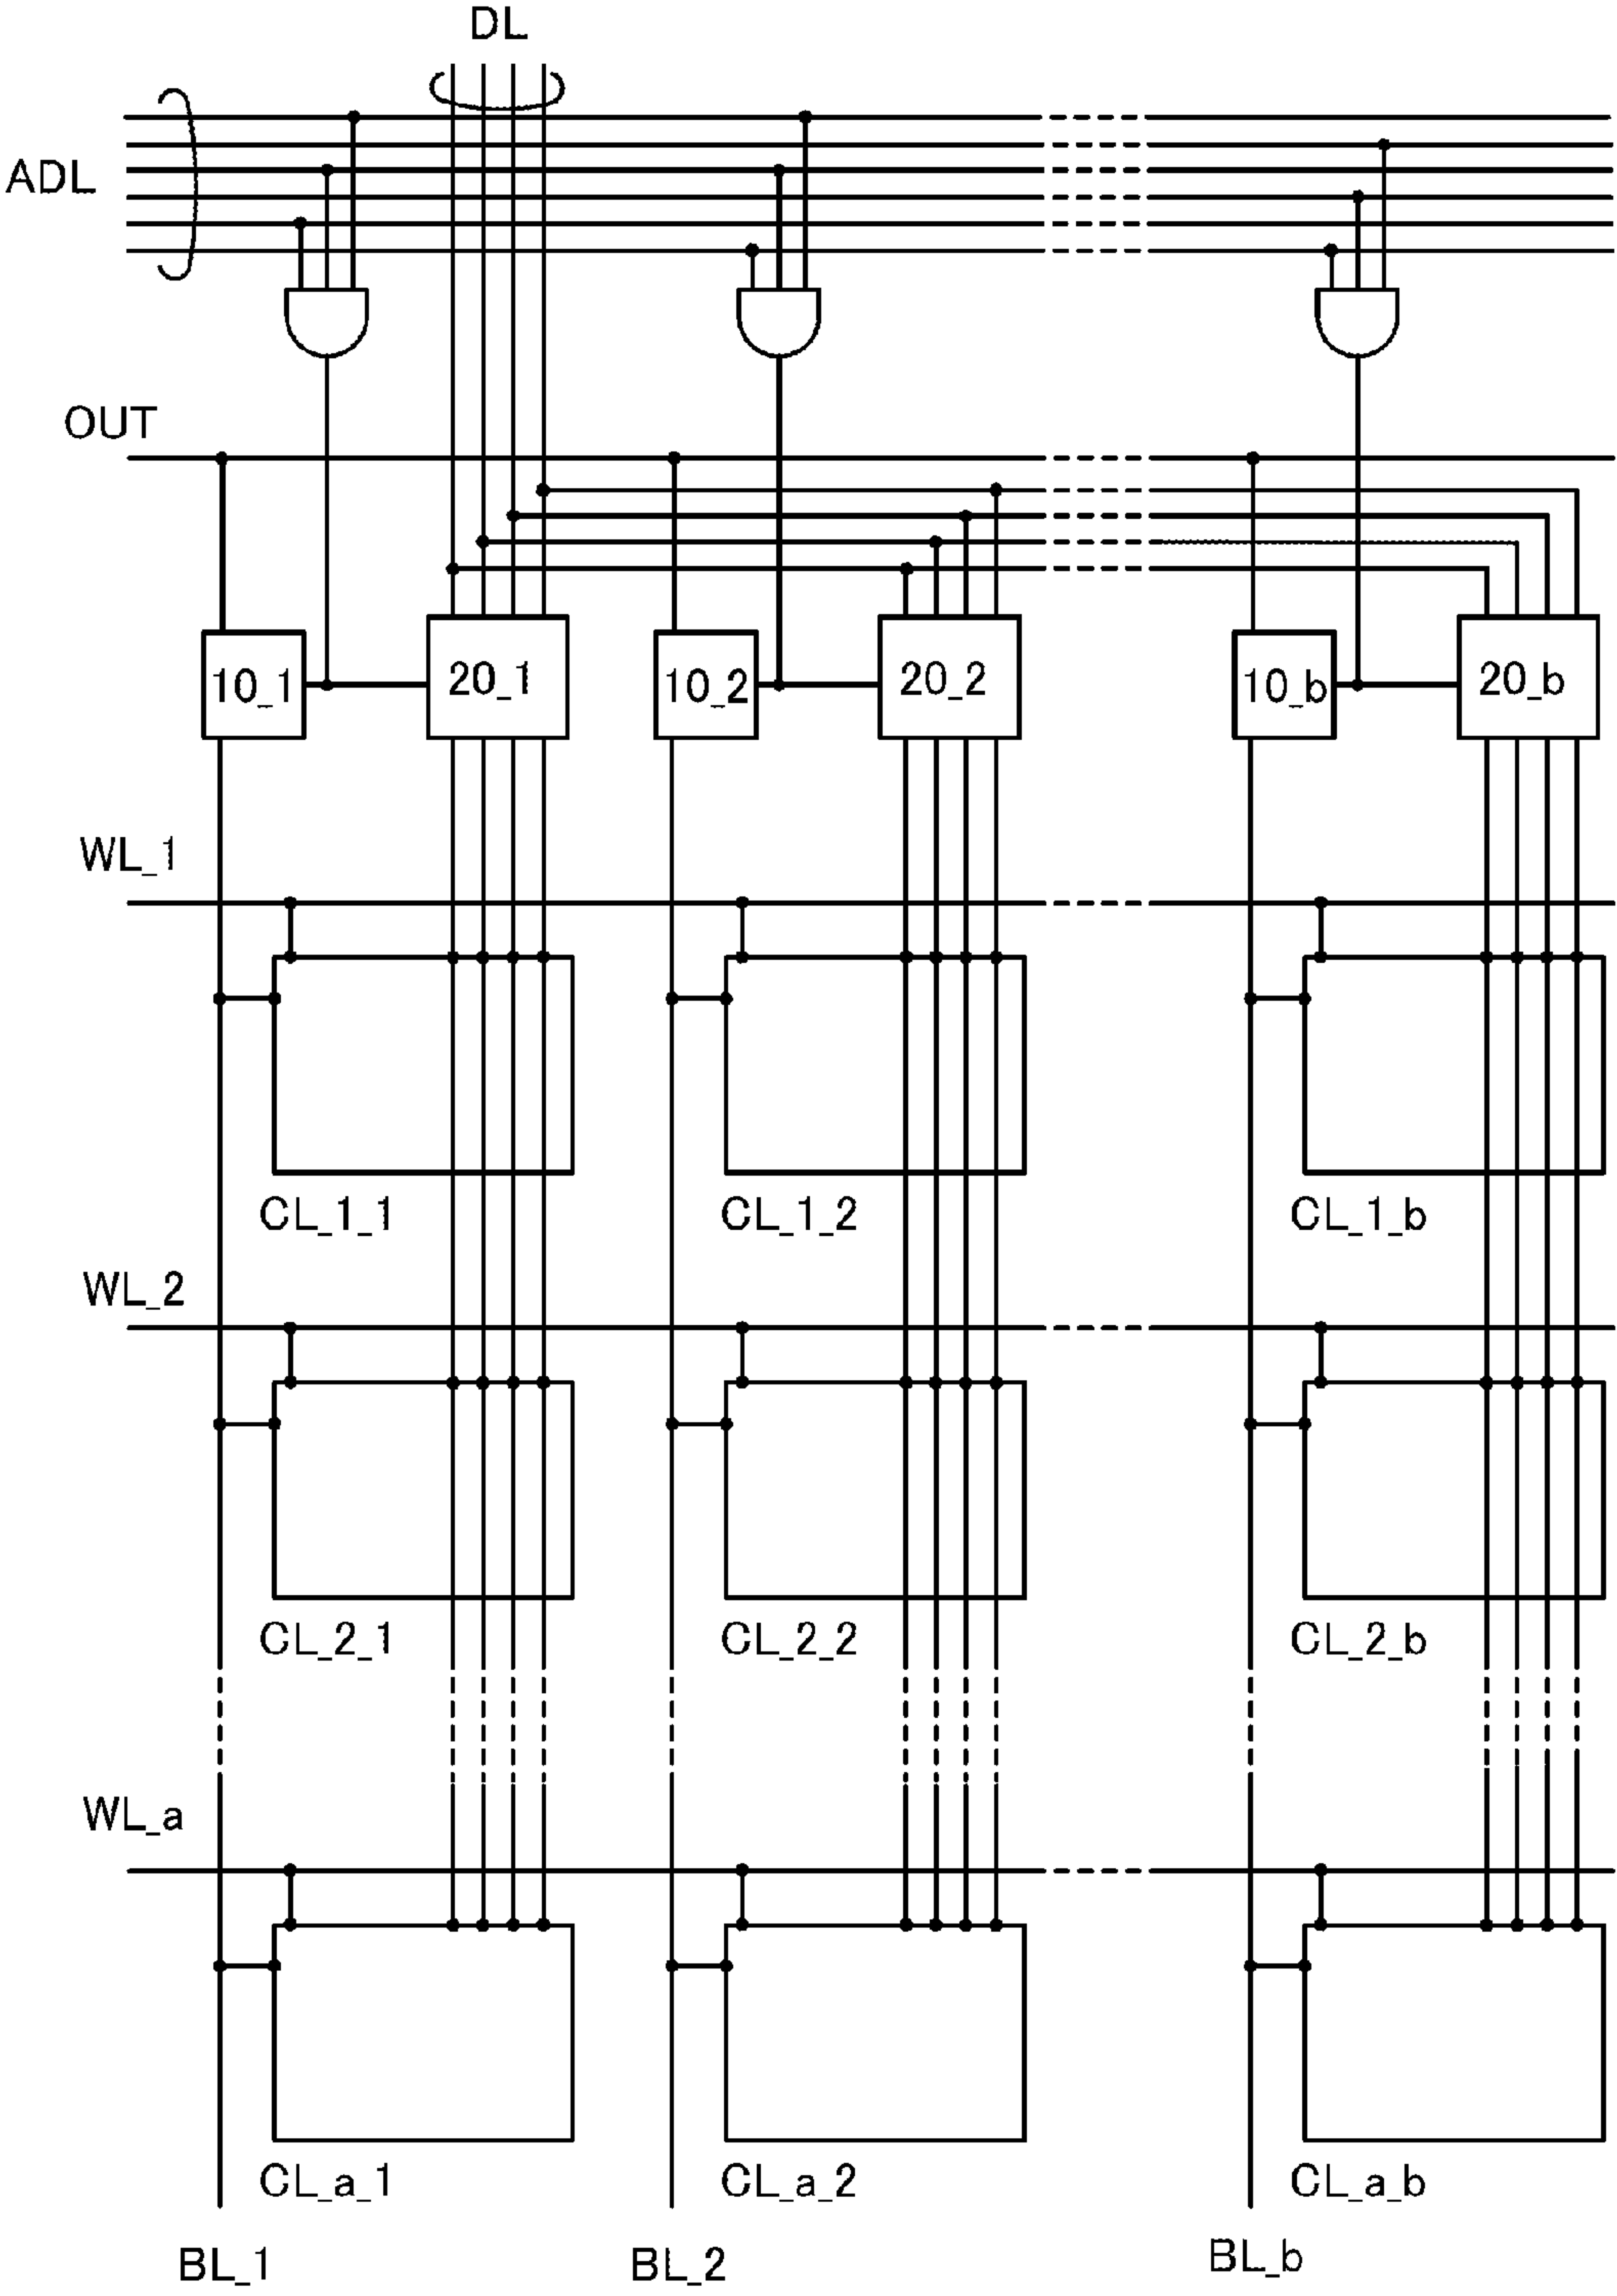 DL
ADL
OUT
10_1
20_1
10_2
20_2
10_b
20_b
WL_1
CL_1_1
CL_1_2
CL_1_b
WL_2
CL_2_1
CL_2_2
CL_2_b
WL_a
CL_a_1
CL_a_2
CL_a_b
BL_1
BL_2
BL_b